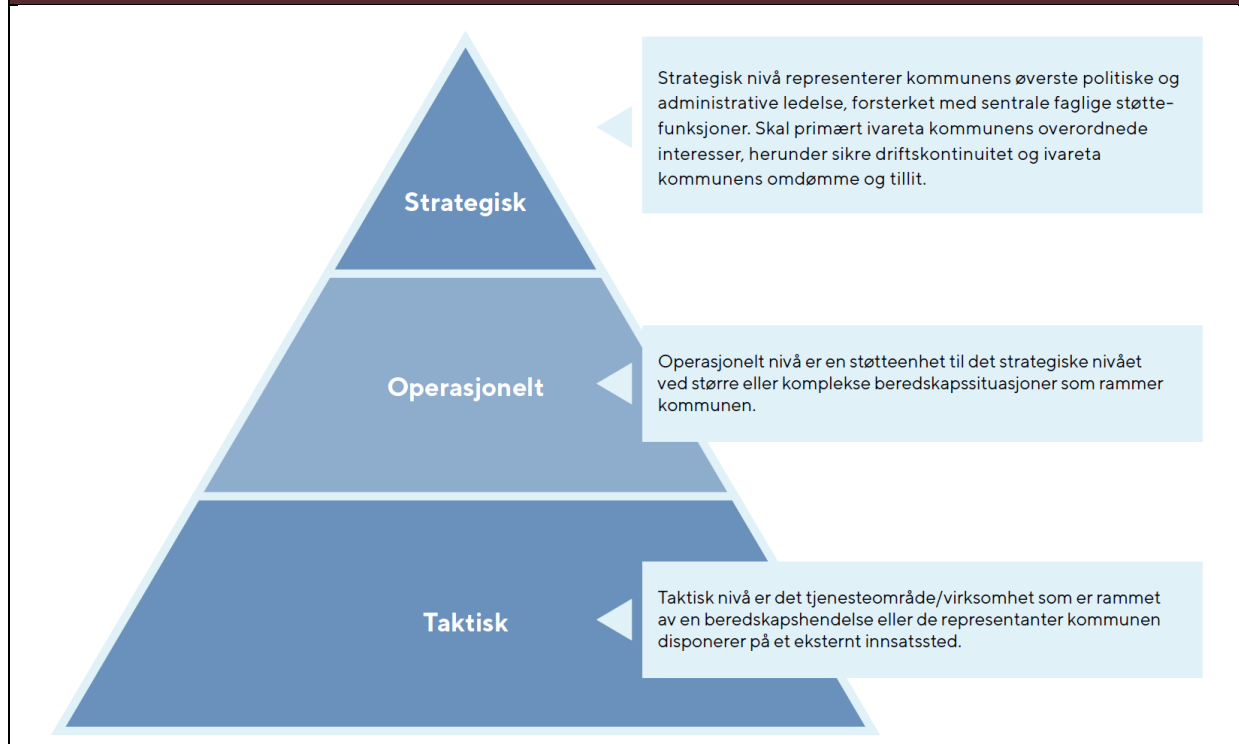 Strategisk nivå representerer kommunens øverste politiske og
administrative ledelse, forsterket med sentrale faglige støtte-
funksjoner. Skal primært ivareta kommunens overordnede
interesser, herunder sikre driftskontinuitet og ivareta
kommunens omdømme og tillit.
Strategisk
Operasjonelt nivå er en støtteenhet til det strategiske nivået
ved større eller komplekse beredskapssituasjoner som rammer
kommunen.
Operasjonelt
Taktisk nivå er det tjenesteområde/virksomhet som er rammet
av en beredskapshendelse eller de representanter kommunen
disponerer på et eksternt innsatssted.
Taktisk